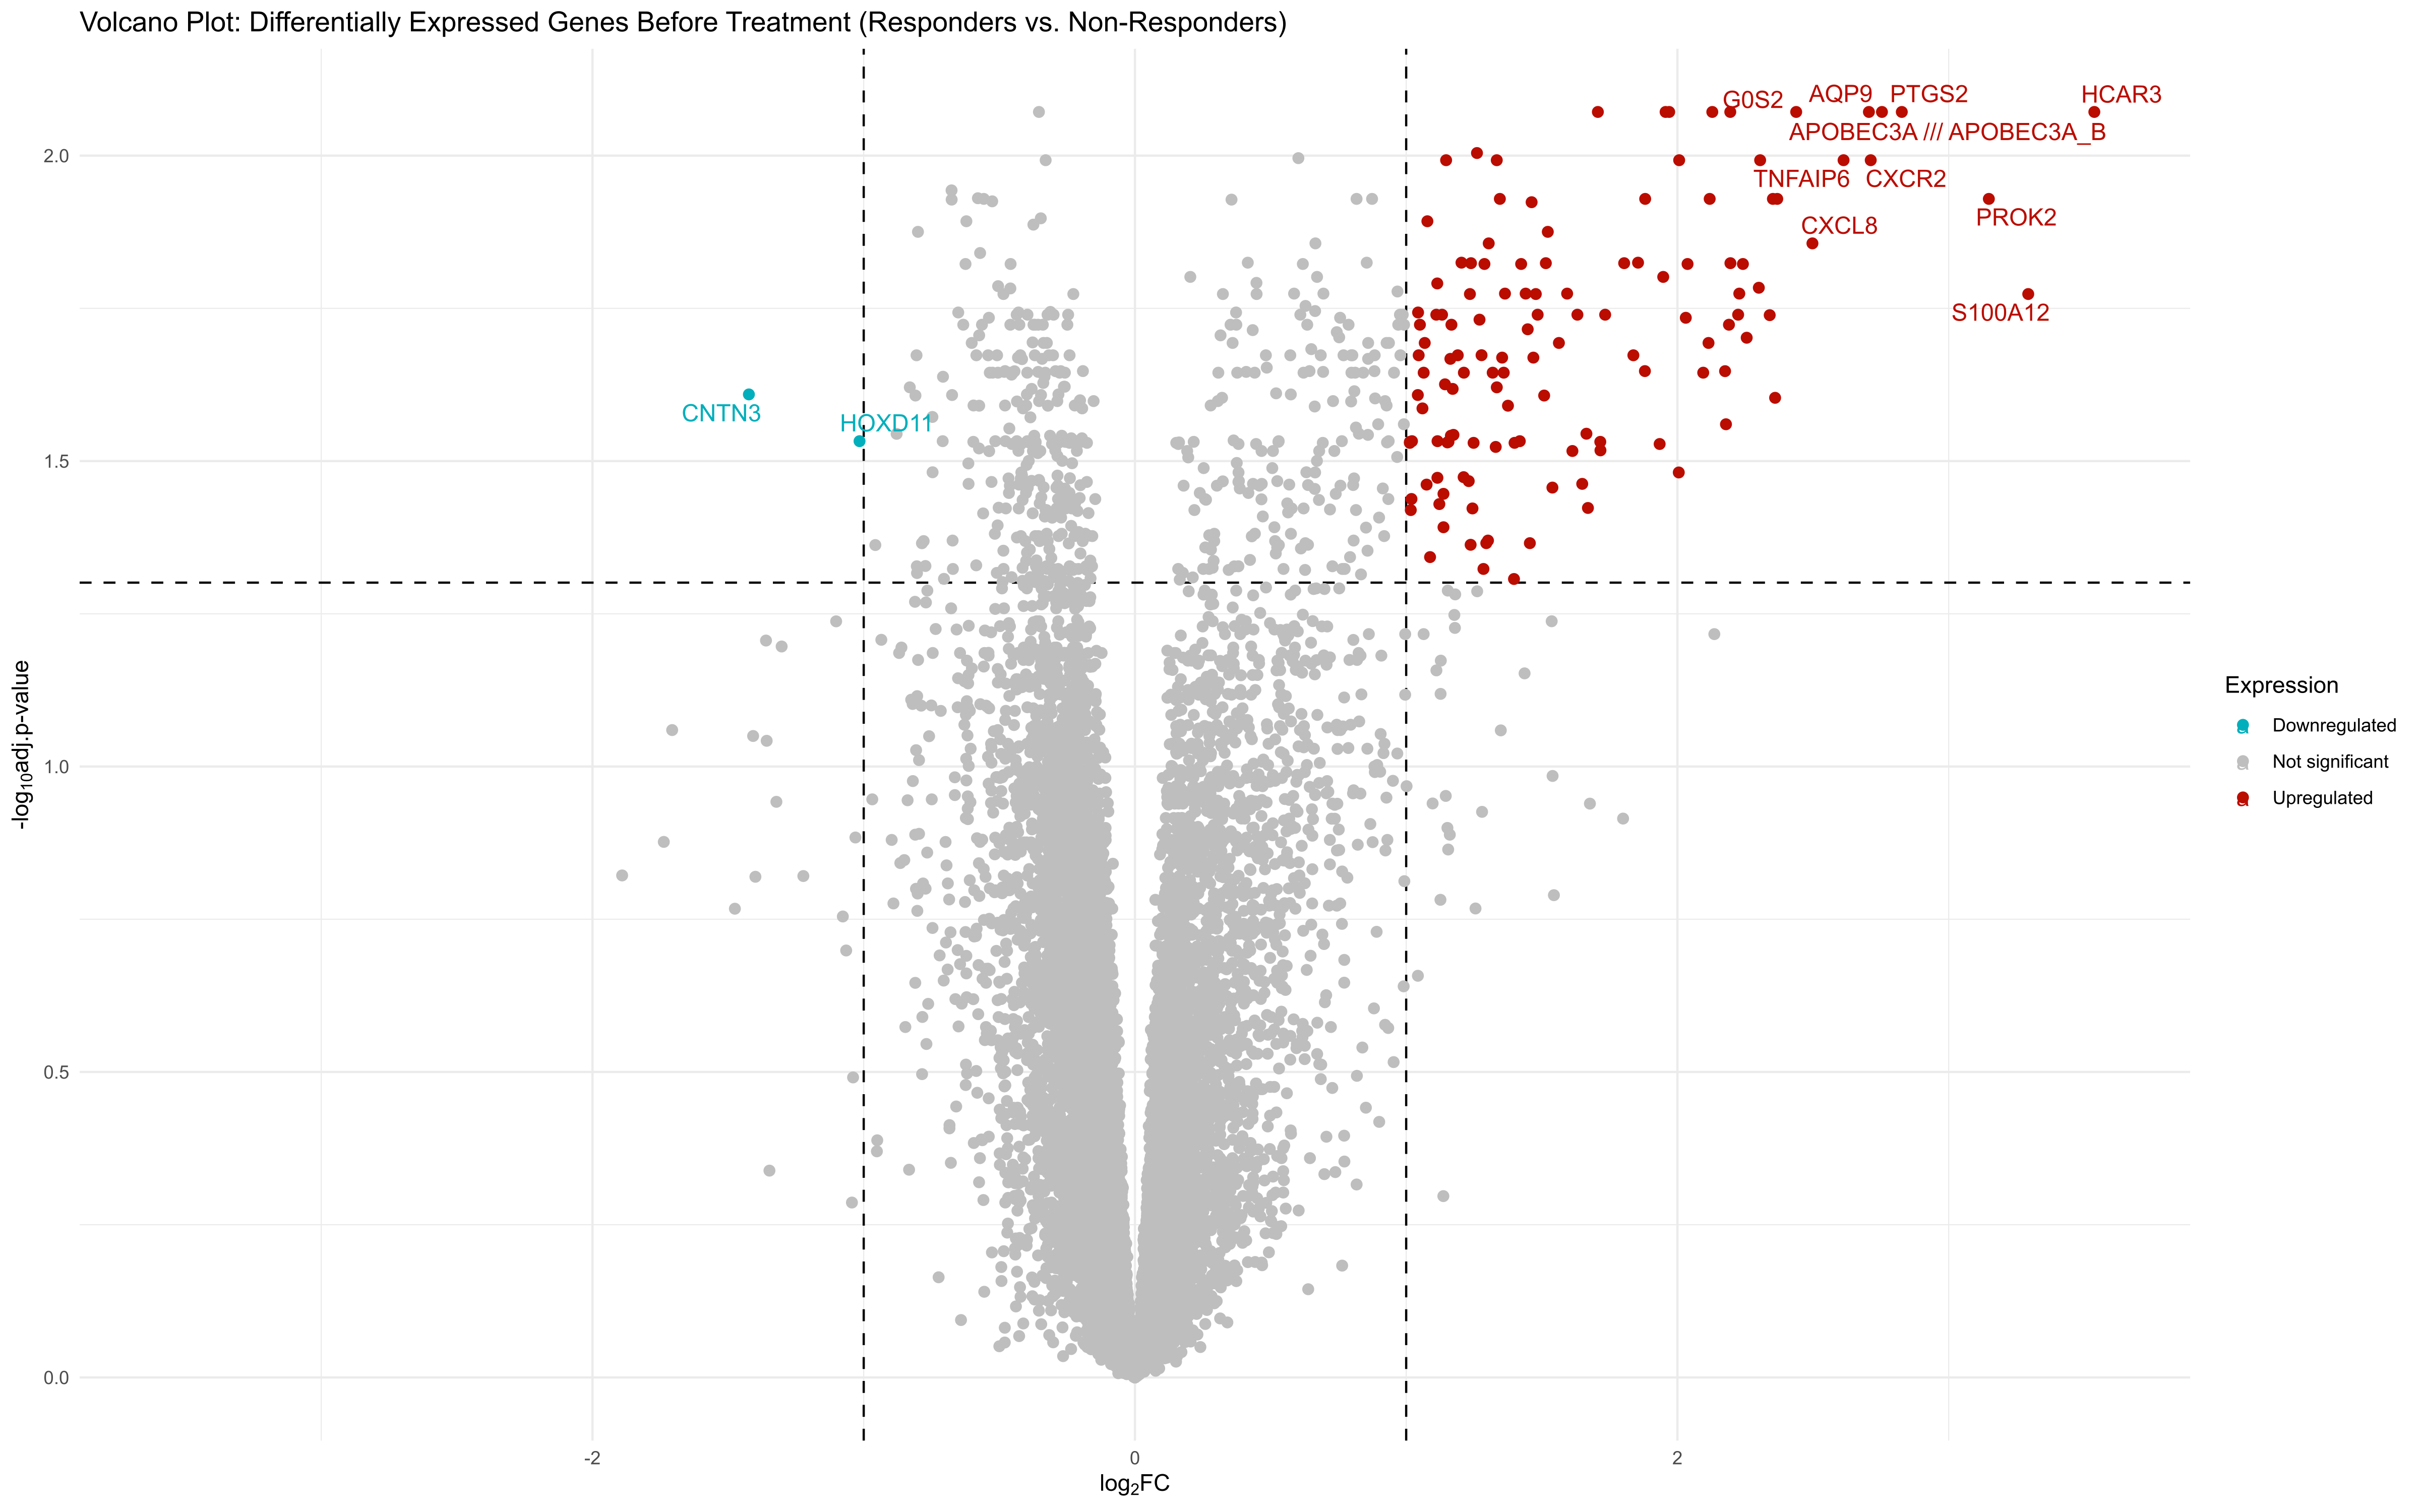 Volcano Plot: Differentially Expressed Genes Before Treatment (Responders vs. Non-Responders)
G0S2
AQP9
PTGS2
HCAR3
APOBEC3A /// APOBEC3A_B
TNFAIP6
CXCR2
PROK2
CXCL8
S100A12
CNTN3
HOXD11
2.0
1.5
1.0
0.5
0.0
-log₁₀adj.p-value
-2
0
2
log₂FC
Expression
Downregulated
Not significant
Upregulated